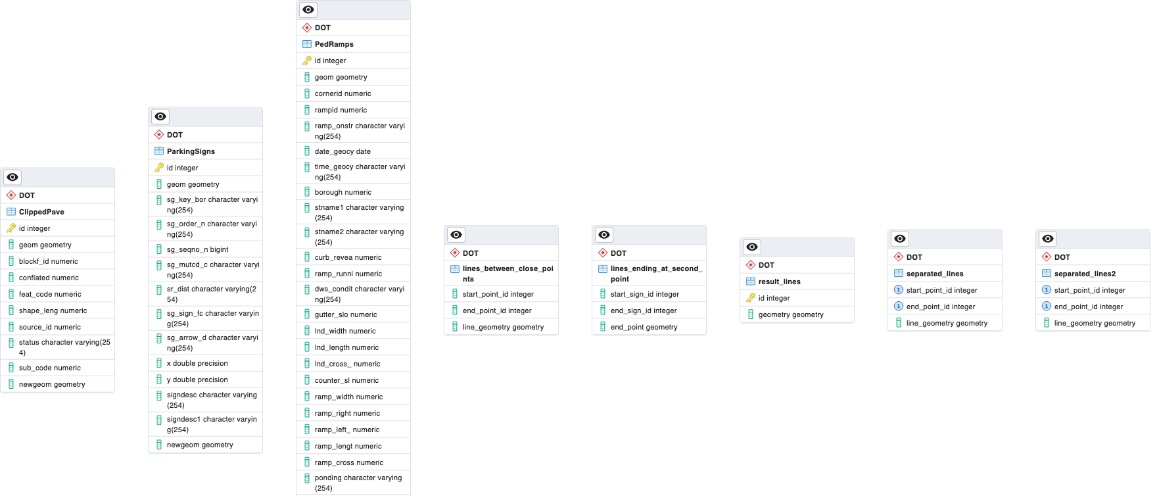 DOT
ClippedPave
id integer
geom geometry
blockf_id numeric
conflated numeric
feat_code numeric
shape_leng numeric
source_id numeric
status character varying(25
4)
sub_code numeric
newgeom geometry
DOT
ParkingSigns
id integer
geom geometry
sg_key_bor character varyi
ng(254)
sg_order_n character varyi
ng(254)
sg_seqno_n bigint
sg_mutcd_c character varyi
ng(254)
sr_dist character varying(2
54)
sg_sign_fc character varyi
ng(254)
sg_arrow_d character varyi
ng(254)
x double precision
y double precision
signdesc character varying
(254)
signdesc1 character varyin
g(254)
newgeom geometry
DOT
PedRamps
id integer
geom geometry
cornerid numeric
rampid numeric
ramp_onstr character varyi
ng(254)
date_geocy date
time_geocy character varyi
ng(254)
borough numeric
stname1 character varying
(254)
stname2 character varying
(254)
curb_revea numeric
ramp_runni numeric
dws_condit character varyi
ng(254)
gutter_slo numeric
lnd_width numeric
lnd_length numeric
lnd_cross_ numeric
counter_sl numeric
ramp_width numeric
ramp_right numeric
ramp_left_ numeric
ramp_lengt numeric
ramp_cross numeric
ponding character varying
(254)
DOT
lines_between_close_poi
nts
start_point_id integer
end_point_id integer
line_geometry geometry
DOT
lines_ending_at_second_
point
start_sign_id integer
end_sign_id integer
end_point geometry
DOT
result_lines
id integer
geometry geometry
DOT
separated_lines
start_point_id integer
end_point_id integer
line_geometry geometry
DOT
separated_lines2
start_point_id integer
end_point_id integer
line_geometry geometry